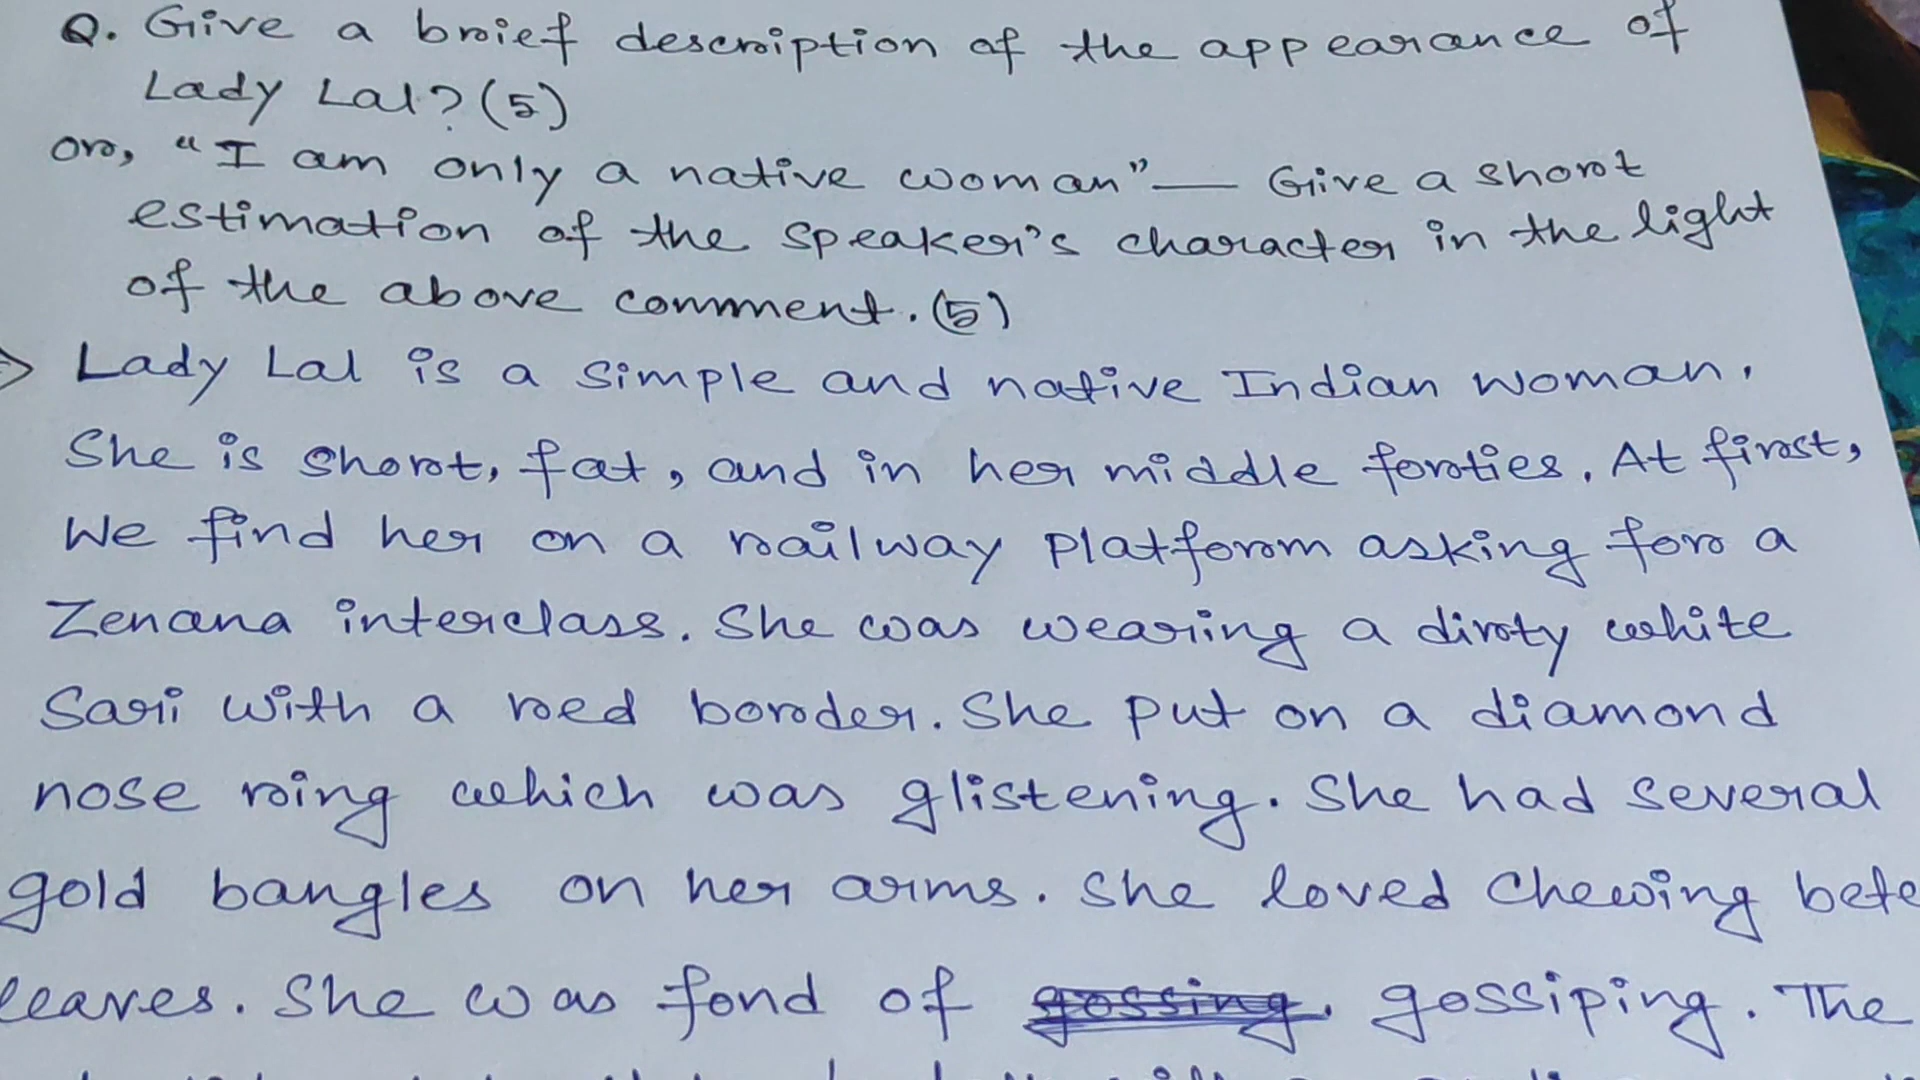 Q. Give a brief description of the appearance of
Lady Lal? (5)
or, "I am only a native woman" — Give a short
estimation of the speaker's character in the light
of the above comment. (5)
Lady Lal is a simple and native Indian woman.
She is short, fat, and in her middle forties. At first,
We find her on a railway platform asking for a
Zenana interclass. She was wearing a dirty white
Sari with a red border. She put on a diamond
nose ring which was glistening. She had several
gold bangles on her arms. She loved chewing bete
leaves. She was fond of gossing. gossiping. The